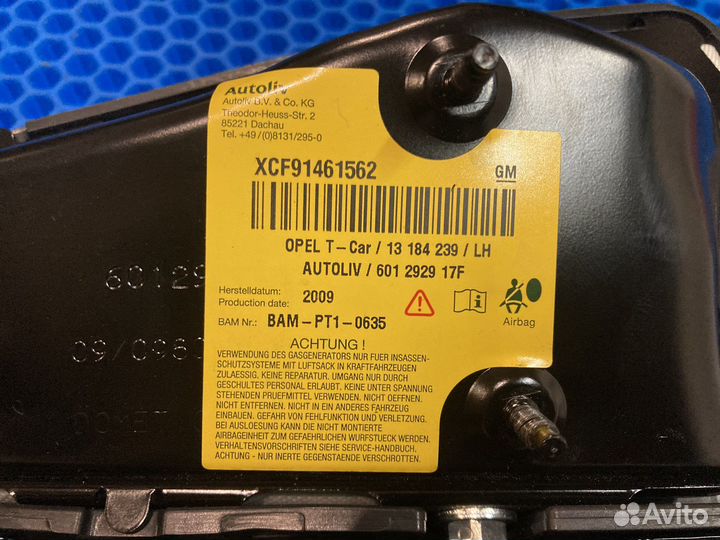 Autoliv
Autoliv B.V. & Co. KG
Theodor-Heuss-Str. 2
85221 Dachau
Tel. +49/(0)8131/295-0
XCF91461562 GM
OPEL T-Car / 13 184 239 / LH
AUTOLIV / 601 2929 17F
Herstelldatum:
Production date: 2009
BAM Nr.: BAM-PT1-0635
Airbag
ACHTUNG !
VERWENDUNG DES GASGENERATORS NUR FUER INSASSEN-
SCHUTZSYSTEME MIT LUFTSACK IN KRAFTFAHRZEUGEN
ZULAESSIG. KEINE REPARATUR. UMGANG NUR DURCH
GESCHULTES PERSONAL ERLAUBT. KEINE UNTER SPANNUNG
STEHENDEN PRUEFMITTEL VERWENDEN. NICHT OEFFNEN.
NICHT ENTFERNEN. NICHT IN EIN ANDERES FAHRZEUG
EINBAUEN. GEFAHR VON FEHLFUNKTION UND VERLETZUNG.
BEI AUSLOESUNG KANN DIE NICHT MONTIERTE
AIRBAGEINHEIT ZUM GEFAEHRLICHEN WURFSTUECK WERDEN.
VERHALTENSVORSCHRIFTEN SIEHE SERVICE-HANDBUCH.
ACHTUNG - NUR INERTE GEGENSTAENDE VERSCHROTTEN.
60129
Avito